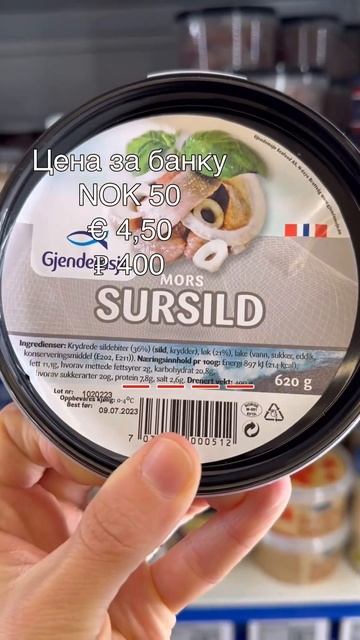 Цена за банку
NOK 50
€ 4,50
₽ 400
Gjende
MORS
SURSILD
Ingredienser: Krydrede sildebiter (36%) (sild, krydder), løk (21%), lake (vann, sukker, eddik,
konserveringsmiddel (E202, E211)). Næringsinnhold pr 100g: Energi 897 kJ (214 kcal),
fett 11,1g, hvorav mettede fettsyrer 2g, karbohydrat 20,8g,
hvorav sukkerarter 20g, protein 7,8g, salt 2,6g. Drenert vekt:
620 g
Lot nr: 1020223
Oppbevares kjølig: 0-4°C
Best før: 09.07.2023
7
000512